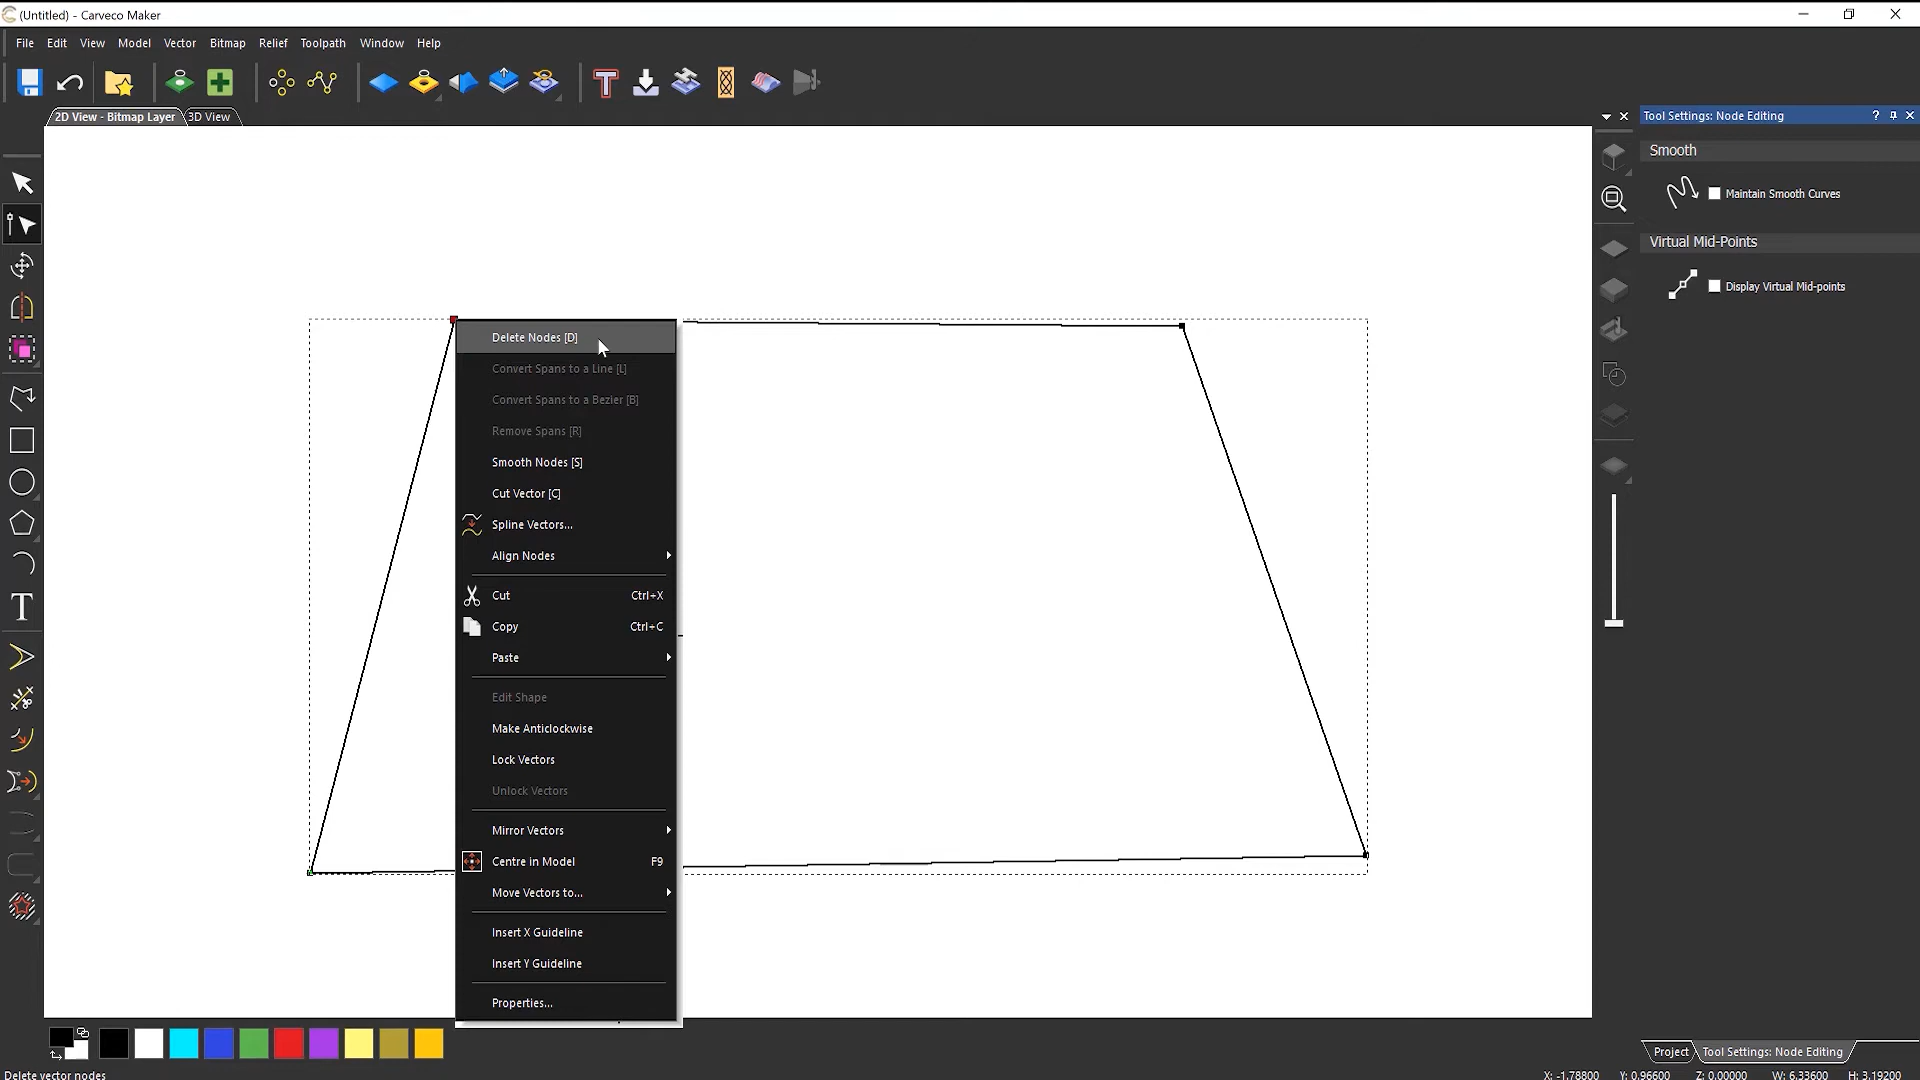 (Untitled) - Carveco Maker
File Edit View Model Vector Bitmap Relief Toolpath Window Help
2D View - Bitmap Layer 3D View
Tool Settings: Node Editing
Smooth
Maintain Smooth Curves
Virtual Mid-Points
Display Virtual Mid-points
Delete Nodes [D]
Convert Spans to a Line [L]
Convert Spans to a Bezier [B]
Remove Spans [R]
Smooth Nodes [S]
Cut Vector [C]
Spline Vectors...
Align Nodes
Cut Ctrl+X
Copy Ctrl+C
Paste
Edit Shape
Make Anticlockwise
Lock Vectors
Unlock Vectors
Mirror Vectors
Centre in Model F9
Move Vectors to...
Insert X Guideline
Insert Y Guideline
Properties...
Project Tool Settings: Node Editing
Delete vector nodes
X: -1.78800 Y: 0.96600 Z: 0.00000 W: 6.33600 H: 3.19200